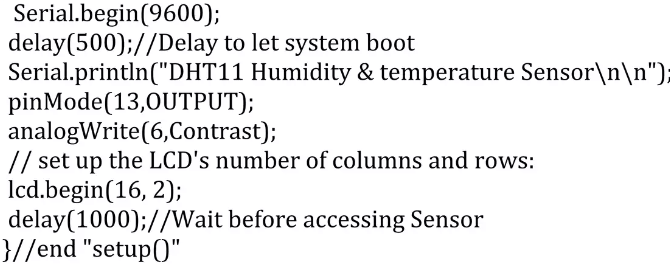 Serial.begin(9600);
delay(500);//Delay to let system boot
Serial.println("DHT11 Humidity & temperature Sensor\n\n");
pinMode(13,OUTPUT);
analogWrite(6,Contrast);
// set up the LCD's number of columns and rows:
lcd.begin(16, 2);
delay(1000);//Wait before accessing Sensor
}//end "setup()"